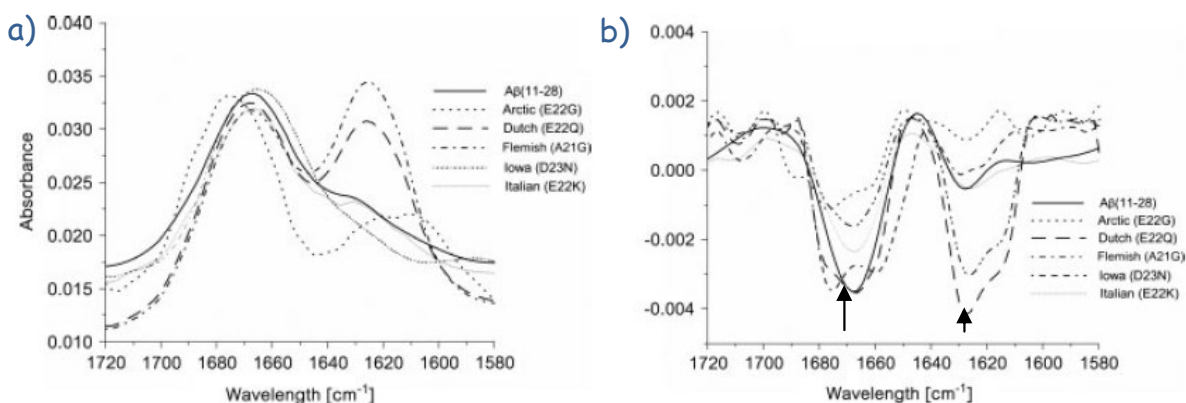 a)
0.040
0.035
0.030
0.025
0.020
0.015
0.010
Absorbance
1720 1700 1680 1660 1640 1620 1600 1580
Wavelength [cm-1]
Aβ(11-28)
Arctic (E22G)
Dutch (E22Q)
Flemish (A21G)
Iowa (D23N)
Italian (E22K)
b)
0.004
0.002
0.000
-0.002
-0.004
1720 1700 1680 1660 1640 1620 1600 1580
Wavelength [cm-1]
Aβ(11-28)
Arctic (E22G)
Dutch (E22Q)
Flemish (A21G)
Iowa (D23N)
Italian (E22K)